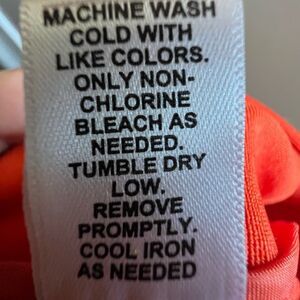 MACHINE WASH
COLD WITH
LIKE COLORS.
ONLY NON-
CHLORINE
BLEACH AS
NEEDED.
TUMBLE DRY
LOW.
REMOVE
PROMPTLY.
COOL IRON
AS NEEDED